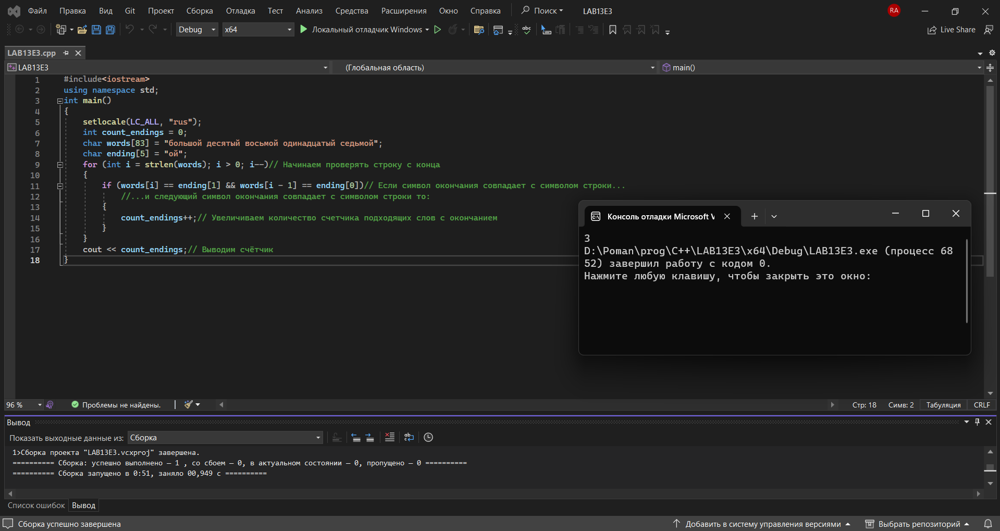 Файл Правка Вид Git Проект Сборка Отладка Тест Анализ Средства Расширения Окно Справка Поиск LAB13E3 RA
Debug x64 Локальный отладчик Windows Live Share
LAB13E3.cpp
LAB13E3 (Глобальная область) main()
1 #include<iostream>
2 using namespace std;
3 int main()
4 {
5 setlocale(LC_ALL, "rus");
6 int count_endings = 0;
7 char words[83] = "большой десятый восьмой одинадцатый седьмой";
8 char ending[5] = "ой";
9 for (int i = strlen(words); i > 0; i--)// Начинаем проверять строку с конца
10 {
11 if (words[i] == ending[1] && words[i - 1] == ending[0])// Если символ окончания совпадает с символом строки...
12 //...и следующий символ окончания совпадает с символом строки то:
13 {
14 count_endings++;// Увеличиваем количество счетчика подходящих слов с окончанием
15 }
16 }
17 cout << count_endings;// Выводим счётчик
18 }
Консоль отладки Microsoft V
3
D:\Poman\prog\C++\LAB13E3\x64\Debug\LAB13E3.exe (процесс 68
52) завершил работу с кодом 0.
Нажмите любую клавишу, чтобы закрыть это окно:
96 % Проблемы не найдены. Стр: 18 Симв: 2 Табуляция CRLF
Вывод
Показать выходные данные из: Сборка
1>Сборка проекта "LAB13E3.vcxproj" завершена.
========== Сборка: успешно выполнено — 1 , со сбоем — 0, в актуальном состоянии — 0, пропущено — 0 ==========
========== Сборка запущено в 0:51, заняло 00,949 с ==========
Список ошибок Вывод
Сборка успешно завершена Добавить в систему управления версиями Выбрать репозиторий